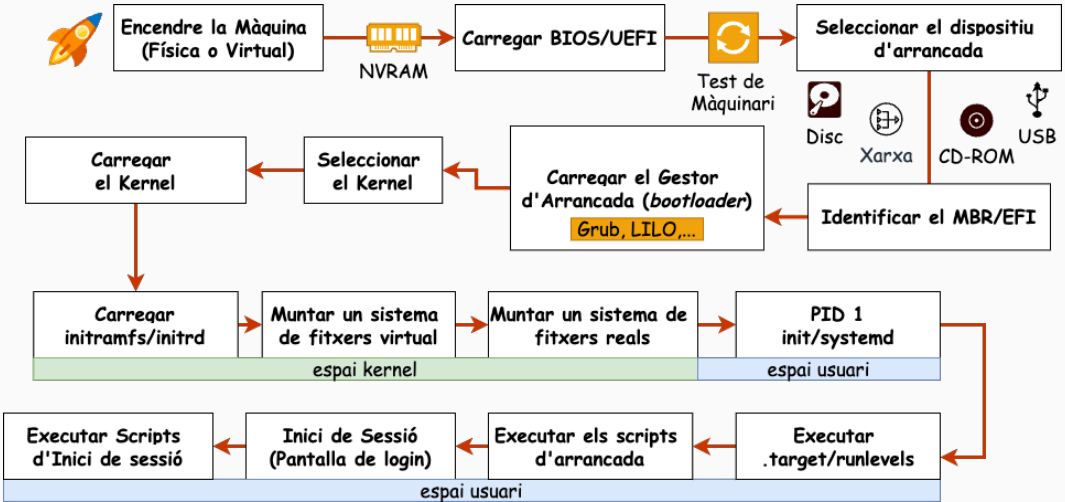 Encendre la Màquina
(Física o Virtual)
NVRAM
Carregar BIOS/UEFI
Test de
Màquinari
Seleccionar el dispositiu
d'arrancada
Disc
Xarxa
CD-ROM
USB
Identificar el MBR/EFI
Carregar el Gestor
d'Arrancada (bootloader)
Grub, LILO,...
Seleccionar
el Kernel
Carregar
el Kernel
Carregar
initramfs/initrd
Muntar un sistema
de fitxers virtual
Muntar un sistema de
fitxers reals
espai kernel
PID 1
init/systemd
espai usuari
Executar
.target/runlevels
Executar els scripts
d'arrancada
Inici de Sessió
(Pantalla de login)
Executar Scripts
d'Inici de sessió
espai usuari